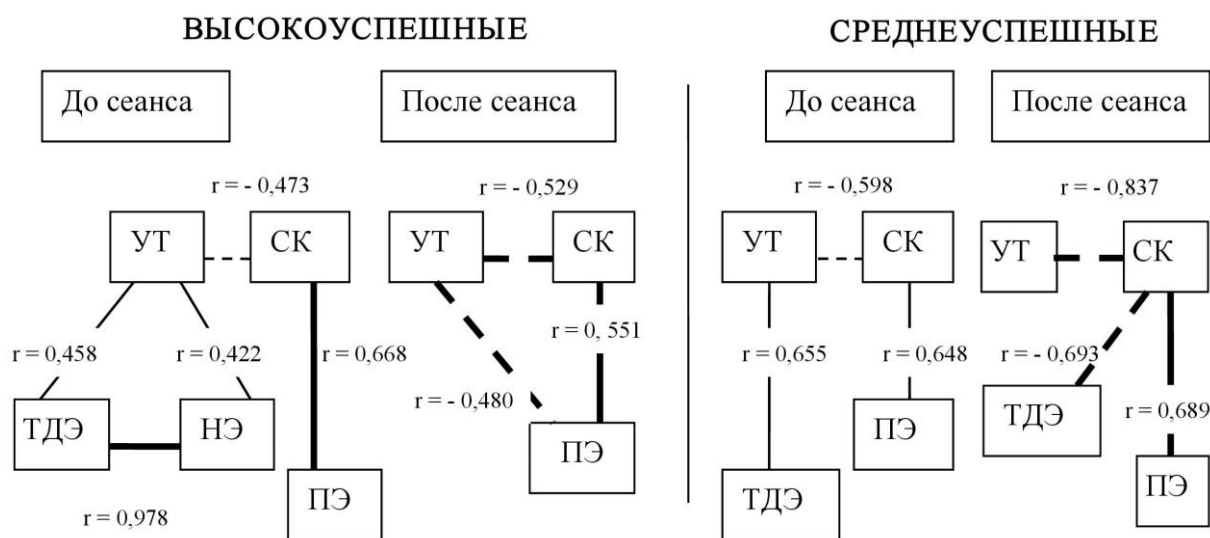 ВЫСОКОУСПЕШНЫЕ
До сеанса
После сеанса
r = - 0,473
r = - 0,529
УТ
СК
УТ
СК
r = 0,458
r = 0,422
r = 0,668
r = 0, 551
r = - 0,480
ТДЭ
НЭ
ПЭ
ПЭ
r = 0,978
СРЕДНЕУСПЕШНЫЕ
До сеанса
После сеанса
r = - 0,598
r = - 0,837
УТ
СК
УТ
СК
r = 0,655
r = 0,648
r = - 0,693
r = 0,689
ПЭ
ТДЭ
ТДЭ
ПЭ